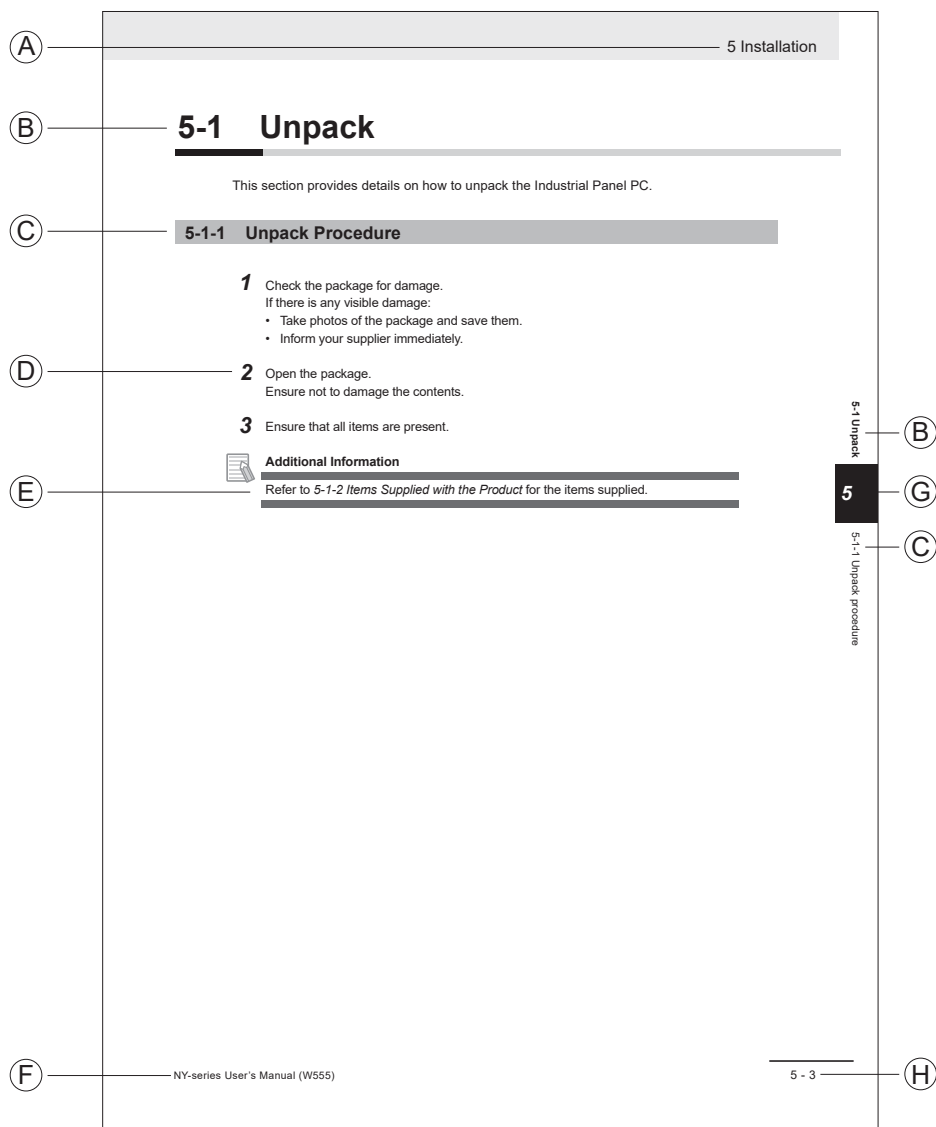 A
5 Installation
B
5-1 Unpack
This section provides details on how to unpack the Industrial Panel PC.
C
5-1-1 Unpack Procedure
1 Check the package for damage.
If there is any visible damage:
• Take photos of the package and save them.
• Inform your supplier immediately.
D
2 Open the package.
Ensure not to damage the contents.
3 Ensure that all items are present.
Additional Information
E
Refer to 5-1-2 Items Supplied with the Product for the items supplied.
5-1 Unpack
B
5
G
5-1-1 Unpack procedure
C
F
NY-series User's Manual (W555)
5 - 3
H